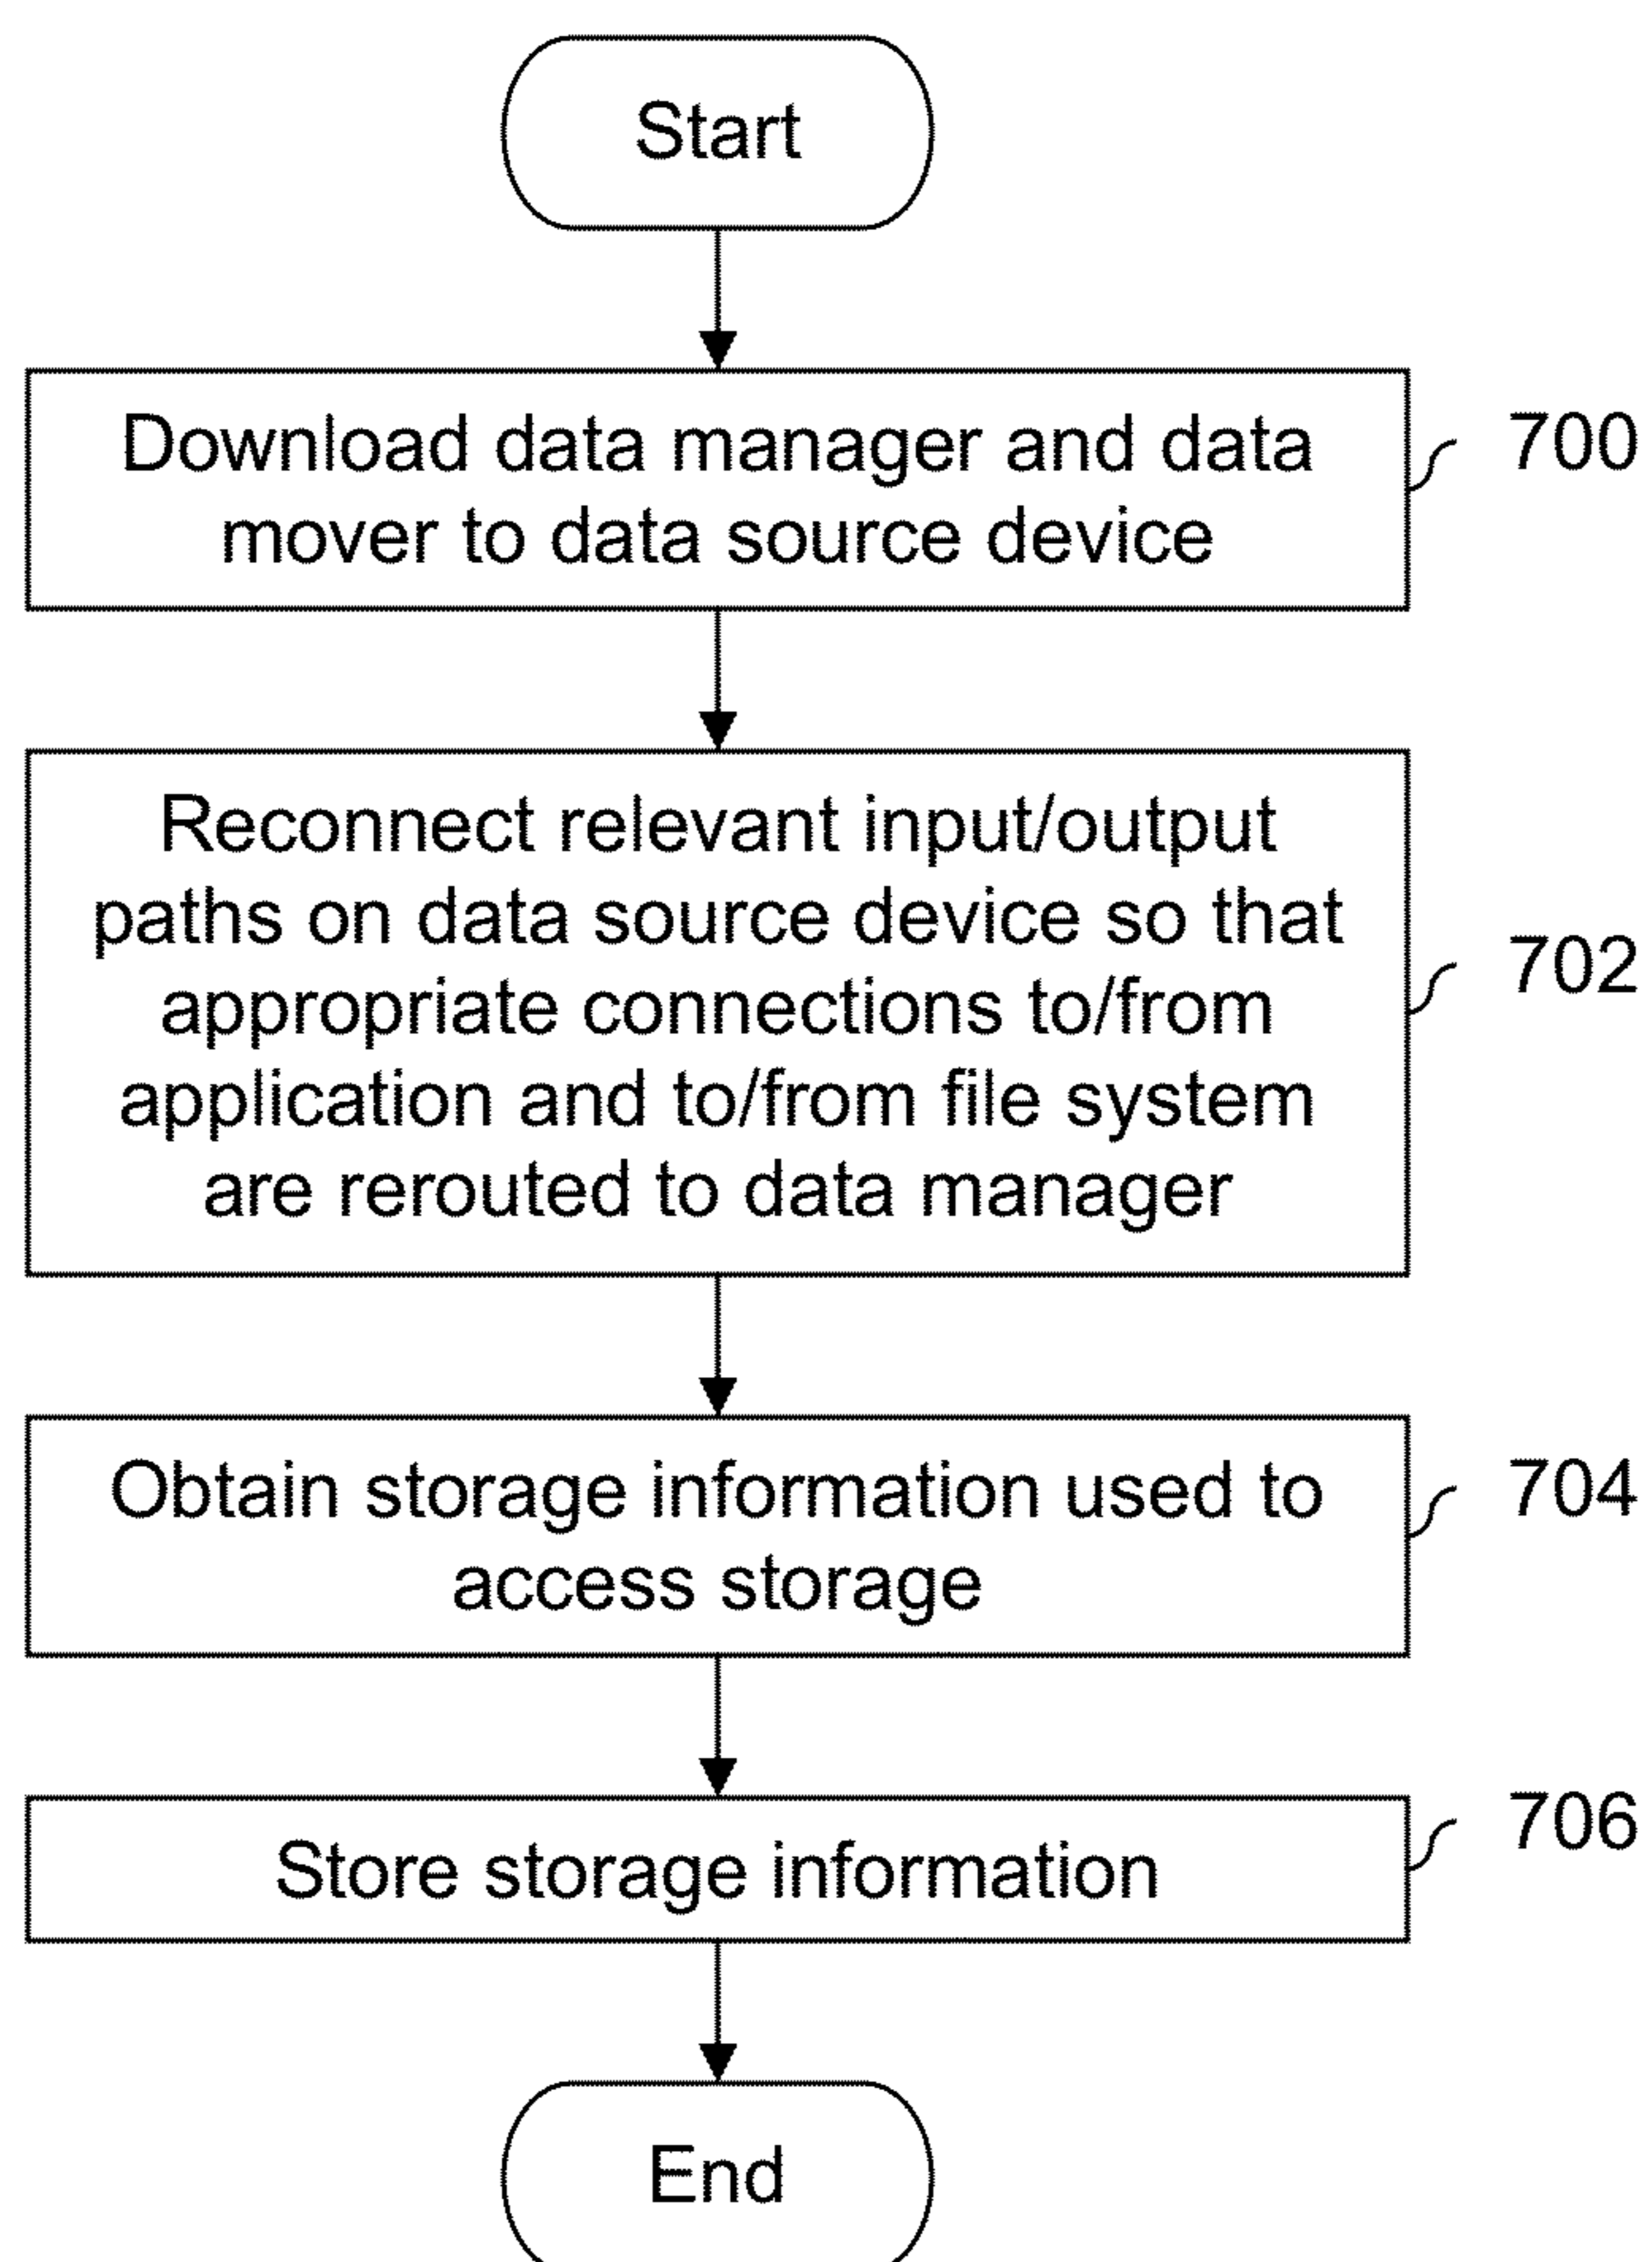 Start
Download data manager and data
mover to data source device
700
Reconnect relevant input/output
paths on data source device so that
appropriate connections to/from
application and to/from file system
are rerouted to data manager
702
Obtain storage information used to
access storage
704
Store storage information
706
End